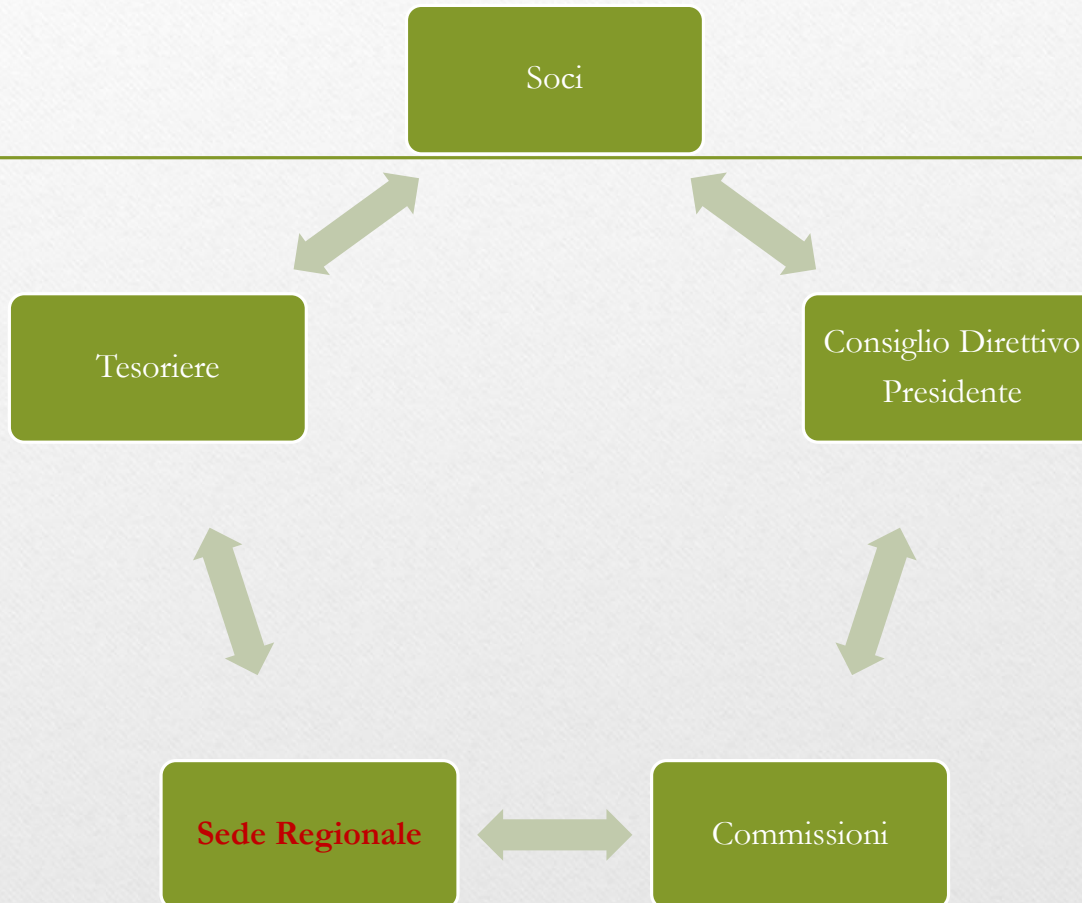 Soci
Tesoriere
Consiglio Direttivo
Presidente
Sede Regionale
Commissioni